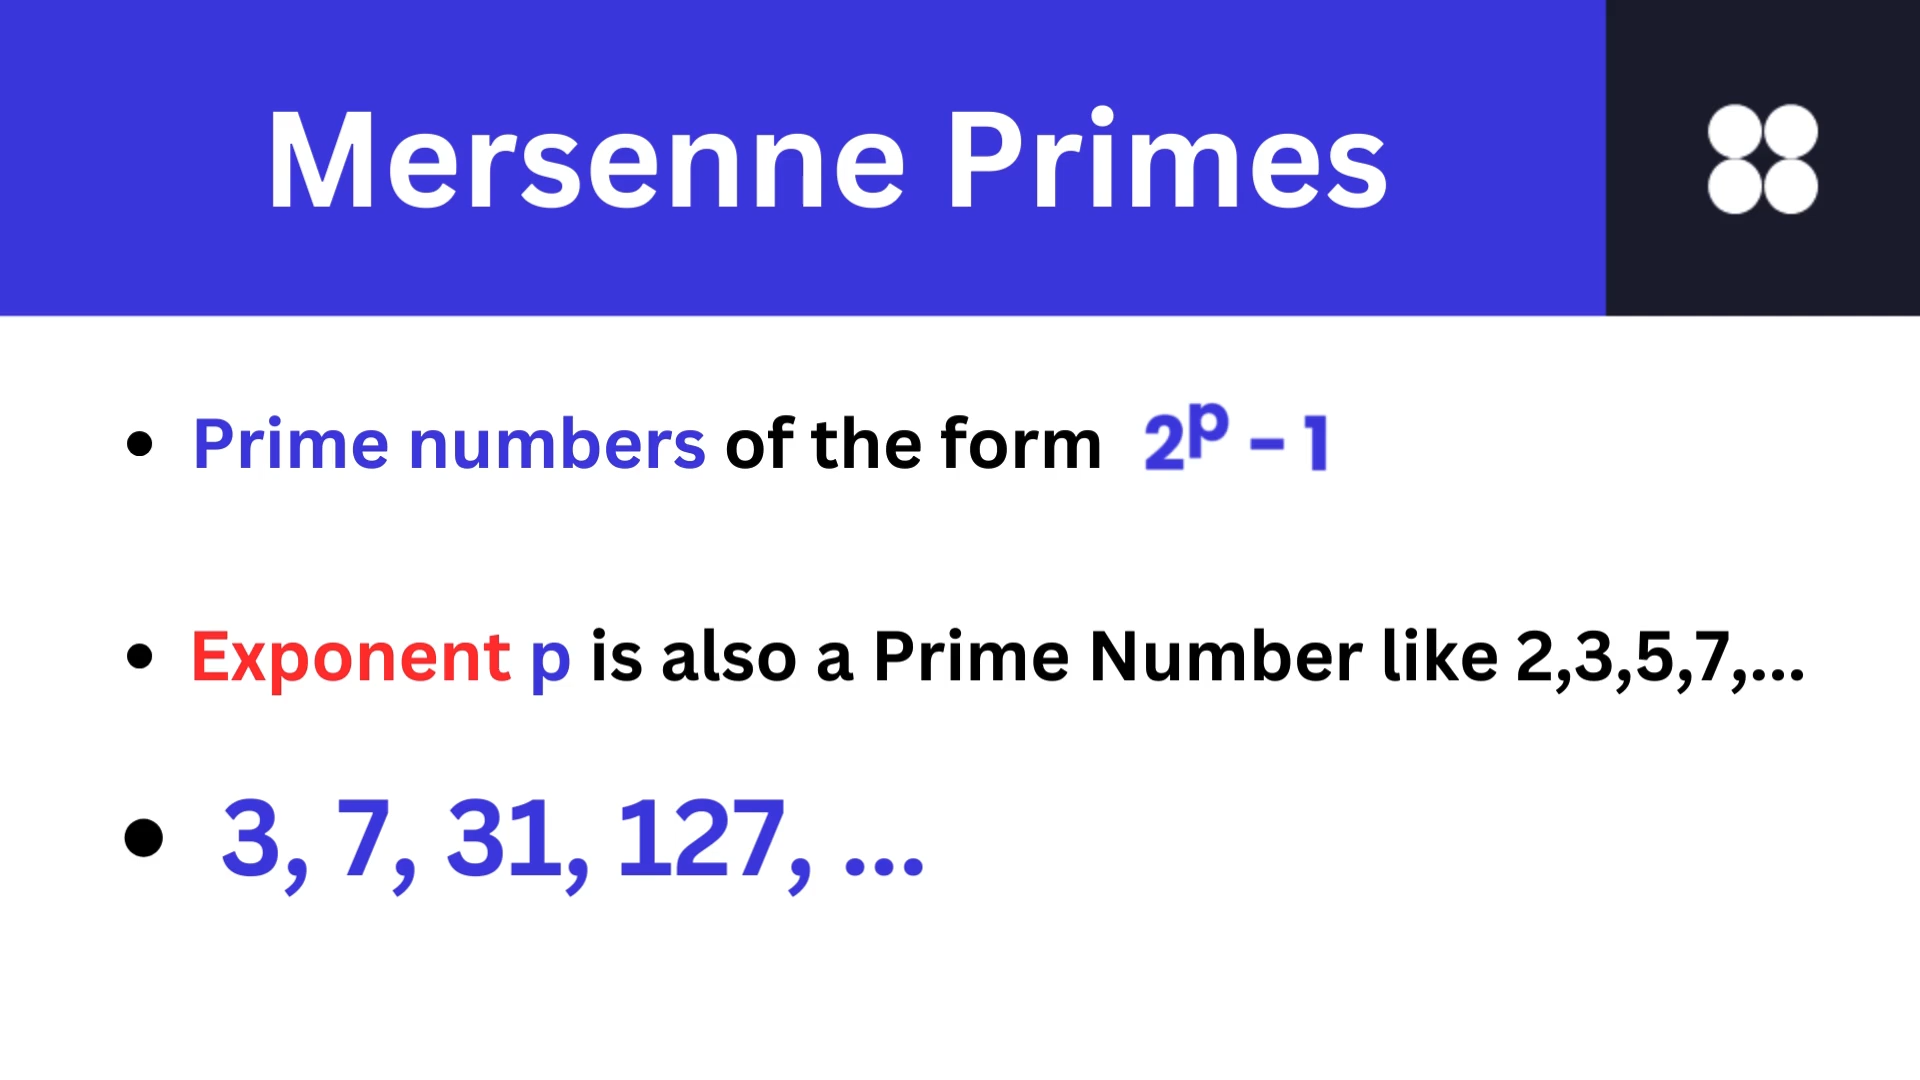 Mersenne Primes
• Prime numbers of the form 2ᵖ – 1
• Exponent p is also a Prime Number like 2,3,5,7,...
• 3, 7, 31, 127, ...